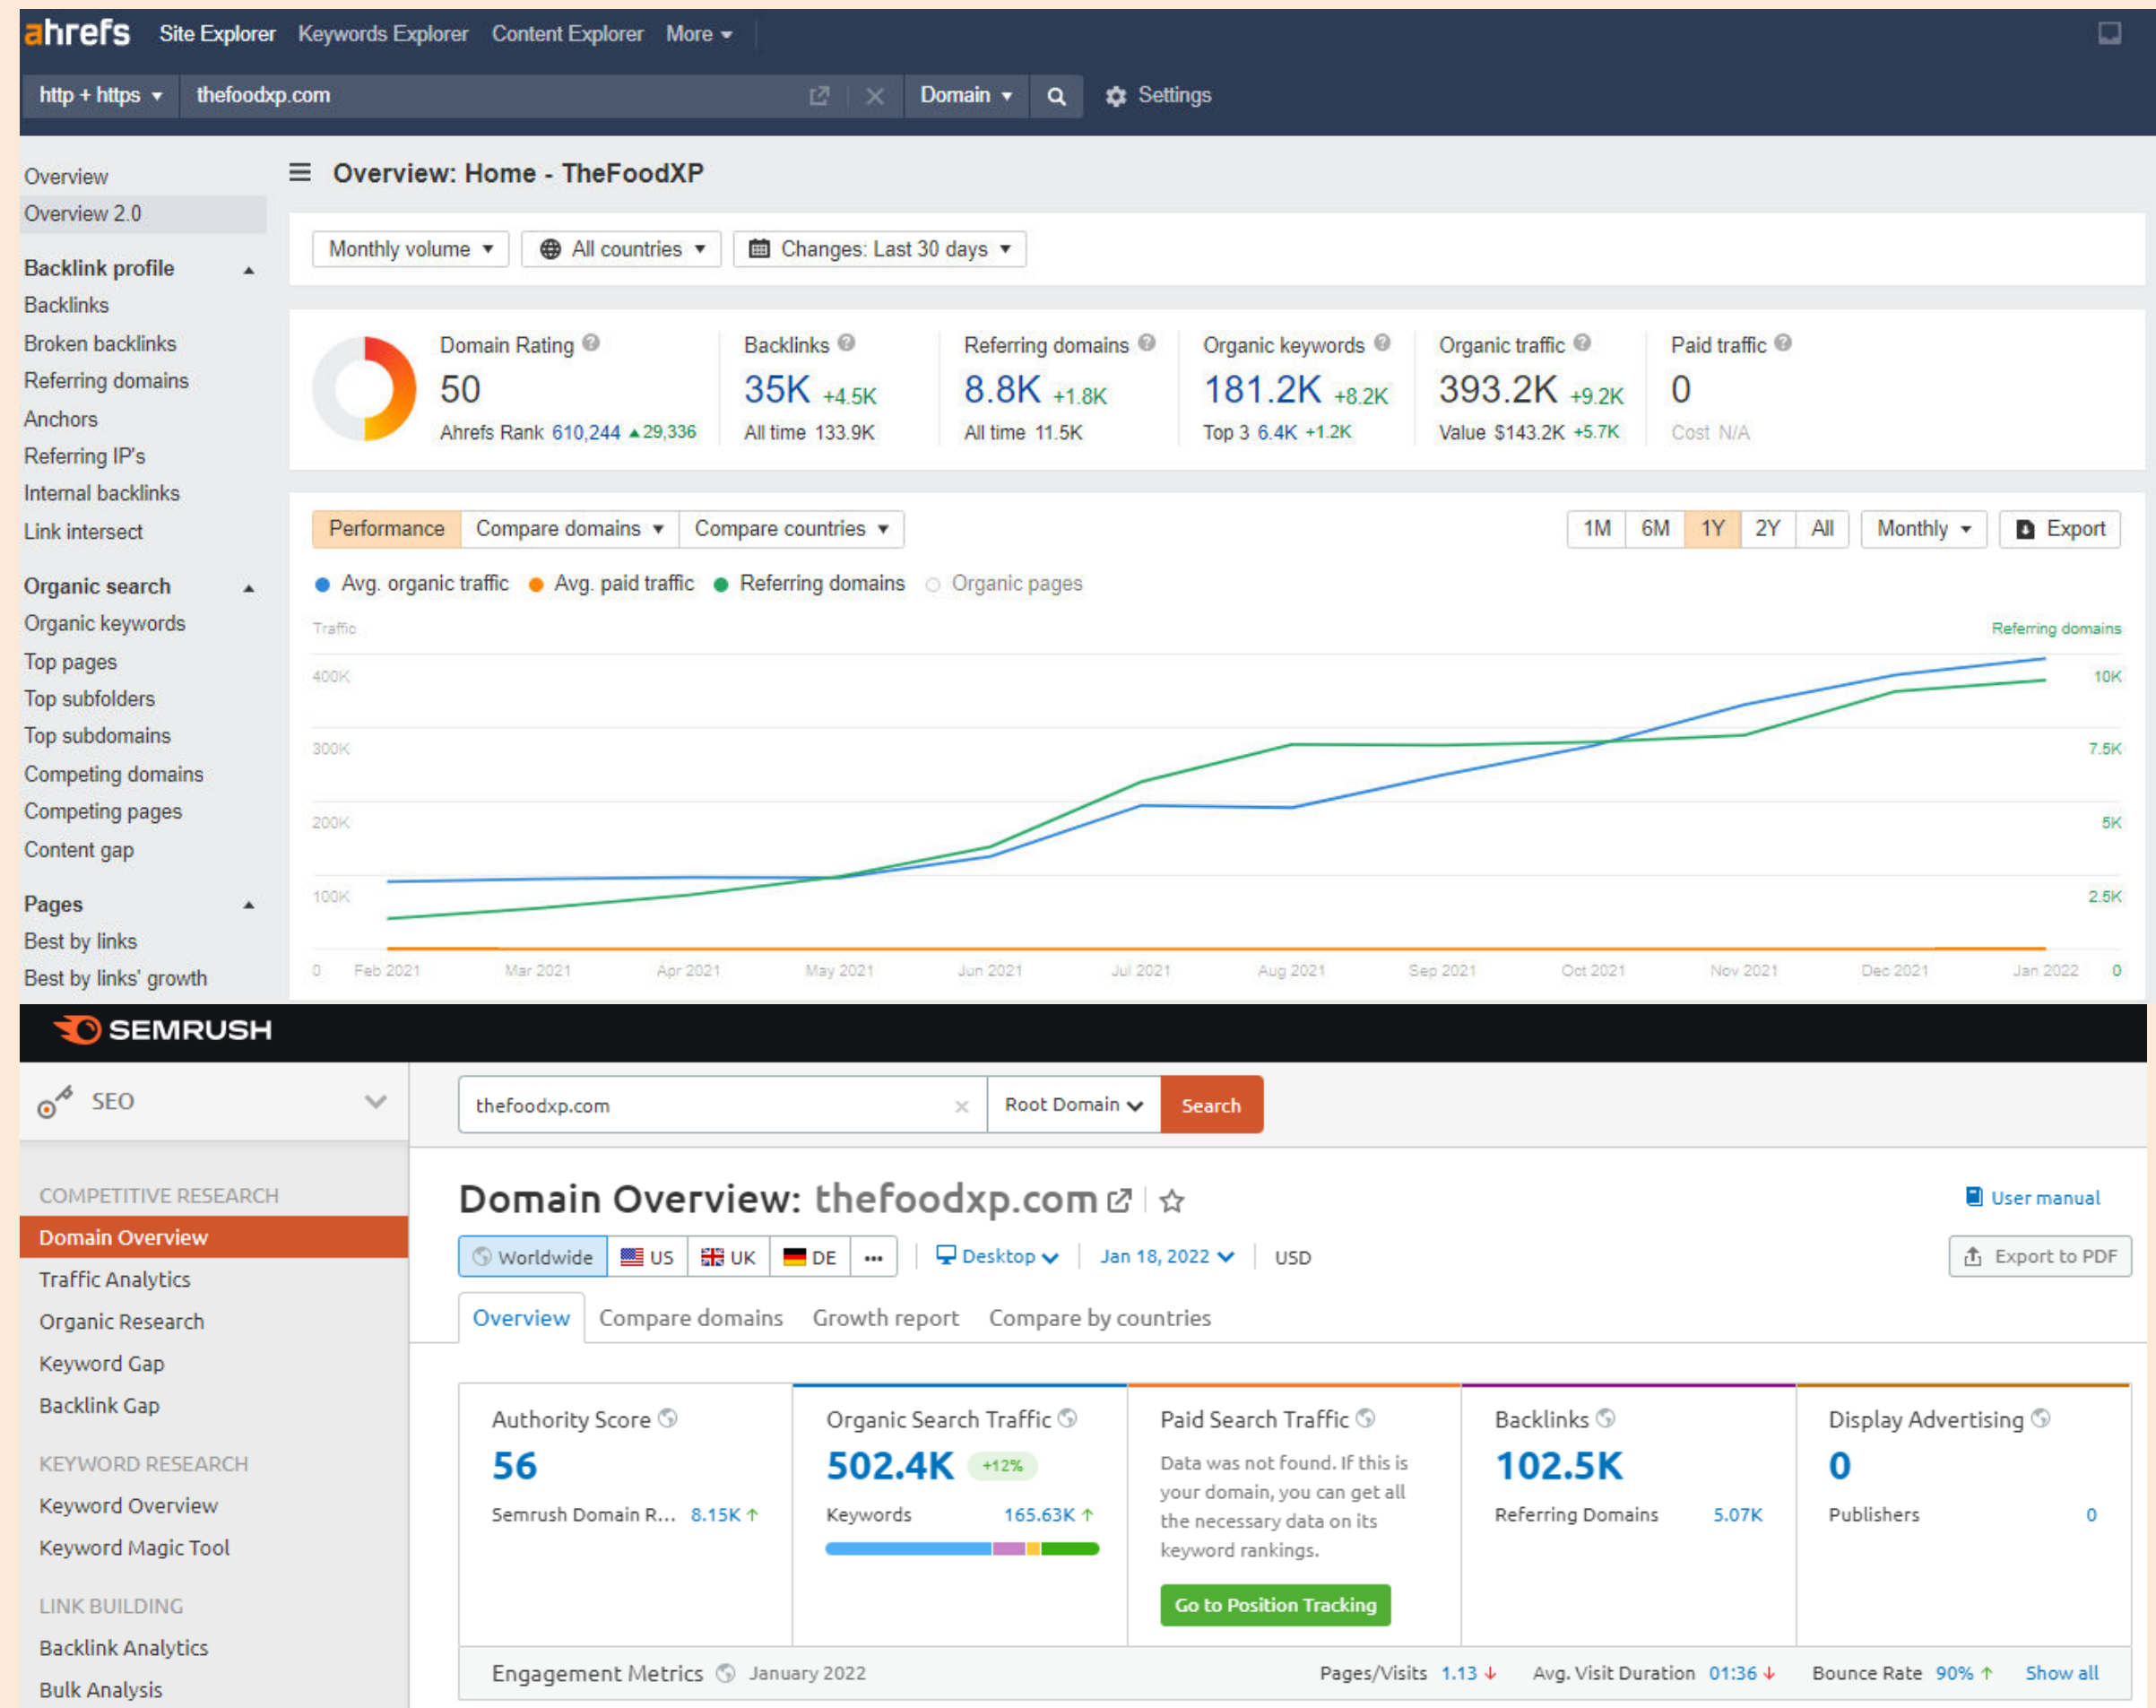 ahrefs Site Explorer Keywords Explorer Content Explorer More
http + https thefoodxp.com Domain Settings
Overview
Overview 2.0
Backlink profile
Backlinks
Broken backlinks
Referring domains
Anchors
Referring IP's
Internal backlinks
Link intersect
Organic search
Organic keywords
Top pages
Top subfolders
Top subdomains
Competing domains
Competing pages
Content gap
Pages
Best by links
Best by links' growth
Overview: Home - TheFoodXP
Monthly volume All countries Changes: Last 30 days
Domain Rating
50
Ahrefs Rank 610,244 29,336
Backlinks
35K +4.5K
All time 133.9K
Referring domains
8.8K +1.8K
All time 11.5K
Organic keywords
181.2K +8.2K
Top 3 6.4K +1.2K
Organic traffic
393.2K +9.2K
Value $143.2K +5.7K
Paid traffic
0
Cost N/A
Performance Compare domains Compare countries 1M 6M 1Y 2Y All Monthly Export
Avg. organic traffic Avg. paid traffic Referring domains Organic pages
Traffic Referring domains
400K 10K
300K 7.5K
200K 5K
100K 2.5K
0 Feb 2021 Mar 2021 Apr 2021 May 2021 Jun 2021 Jul 2021 Aug 2021 Sep 2021 Oct 2021 Nov 2021 Dec 2021 Jan 2022 0
SEMRUSH
SEO
COMPETITIVE RESEARCH
Domain Overview
Traffic Analytics
Organic Research
Keyword Gap
Backlink Gap
KEYWORD RESEARCH
Keyword Overview
Keyword Magic Tool
LINK BUILDING
Backlink Analytics
Bulk Analysis
thefoodxp.com Root Domain Search
Domain Overview: thefoodxp.com User manual
Worldwide US UK DE ... Desktop Jan 18, 2022 USD Export to PDF
Overview Compare domains Growth report Compare by countries
Authority Score
56
Semrush Domain R... 8.15K ↑
Organic Search Traffic
502.4K +12%
Keywords 165.63K ↑
Paid Search Traffic
Data was not found. If this is
your domain, you can get all
the necessary data on its
keyword rankings.
Go to Position Tracking
Backlinks
102.5K
Referring Domains 5.07K
Display Advertising
0
Publishers 0
Engagement Metrics January 2022 Pages/Visits 1.13 ↓ Avg. Visit Duration 01:36 ↓ Bounce Rate 90% ↑ Show all